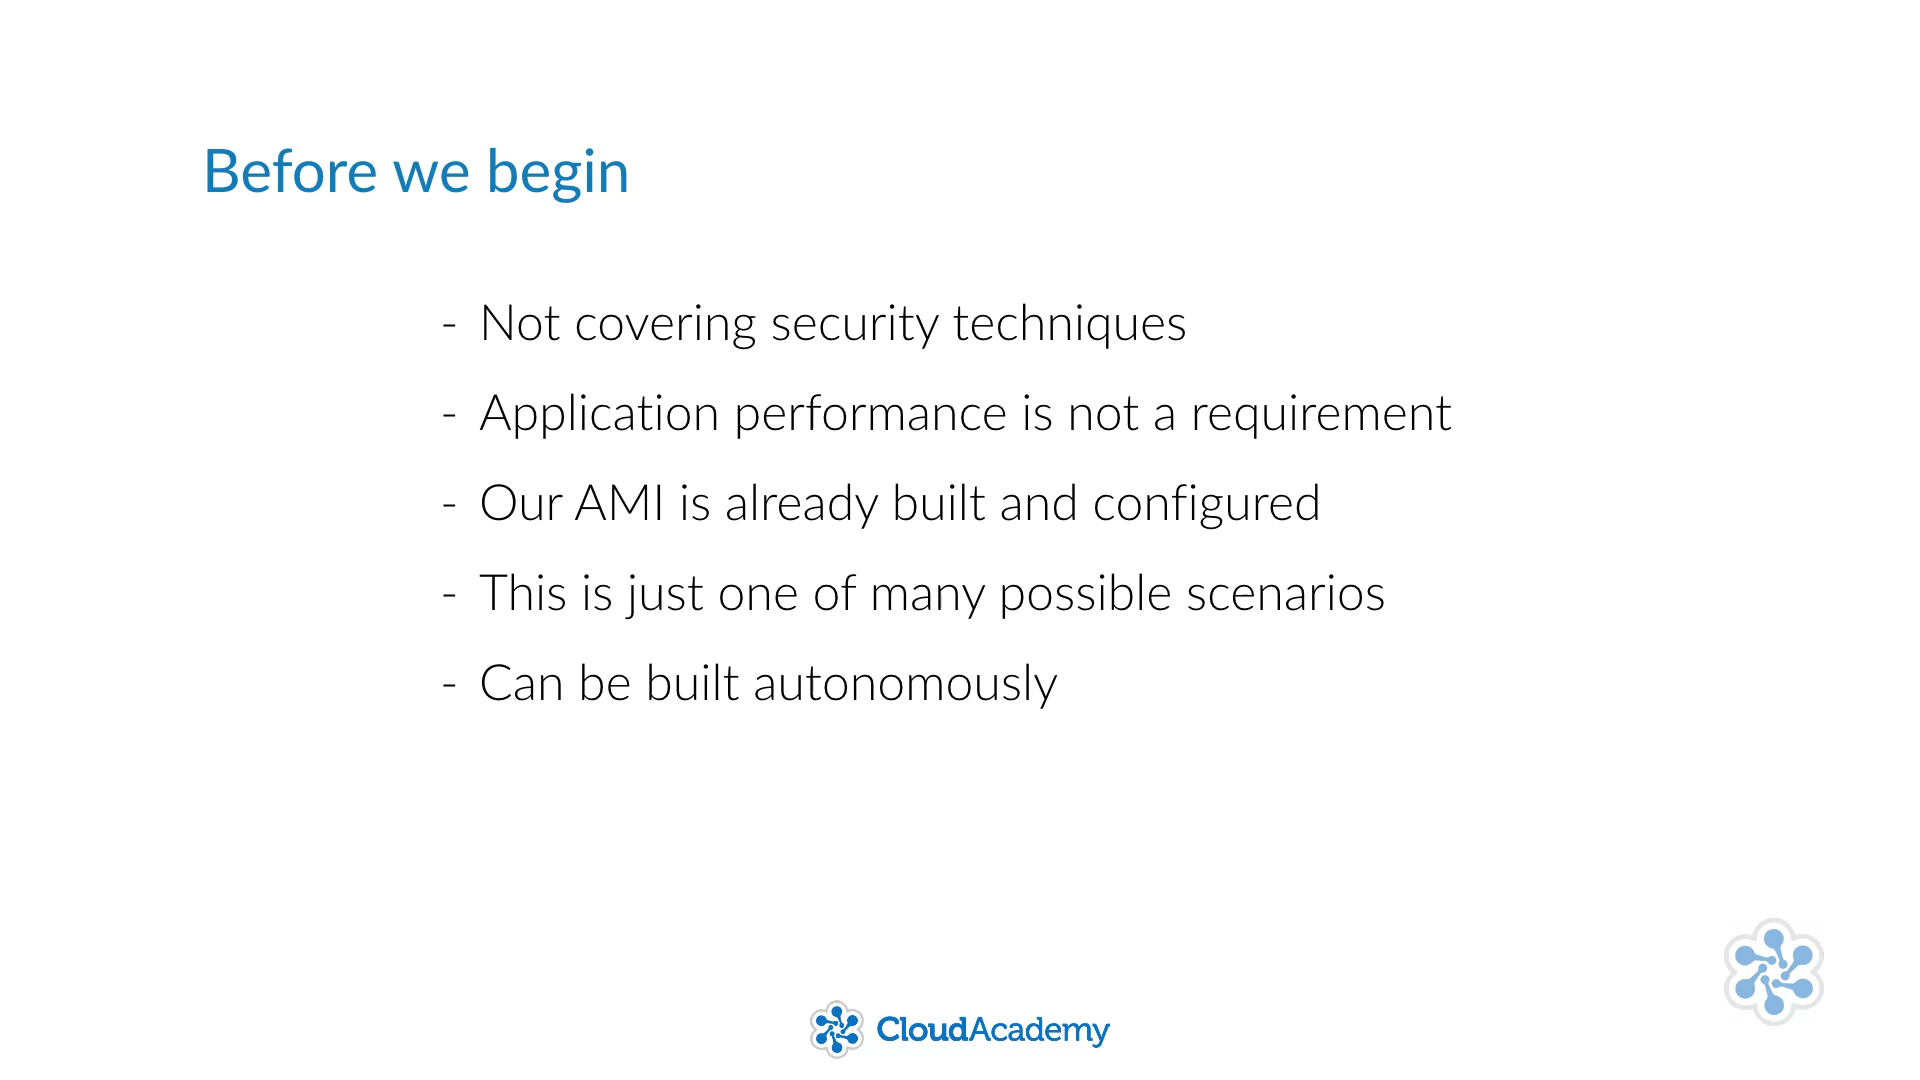 Before we begin
- Not covering security techniques
- Application performance is not a requirement
- Our AMI is already built and configured
- This is just one of many possible scenarios
- Can be built autonomously
CloudAcademy